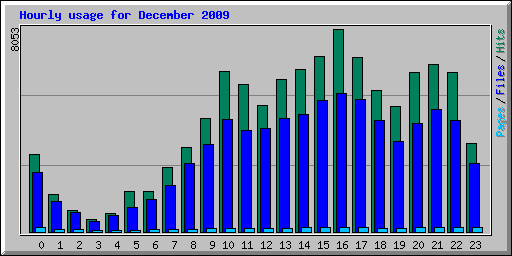 Hourly usage for December 2009
8053
Pages / Files / Hits
0 1 2 3 4 5 6 7 8 9 10 11 12 13 14 15 16 17 18 19 20 21 22 23